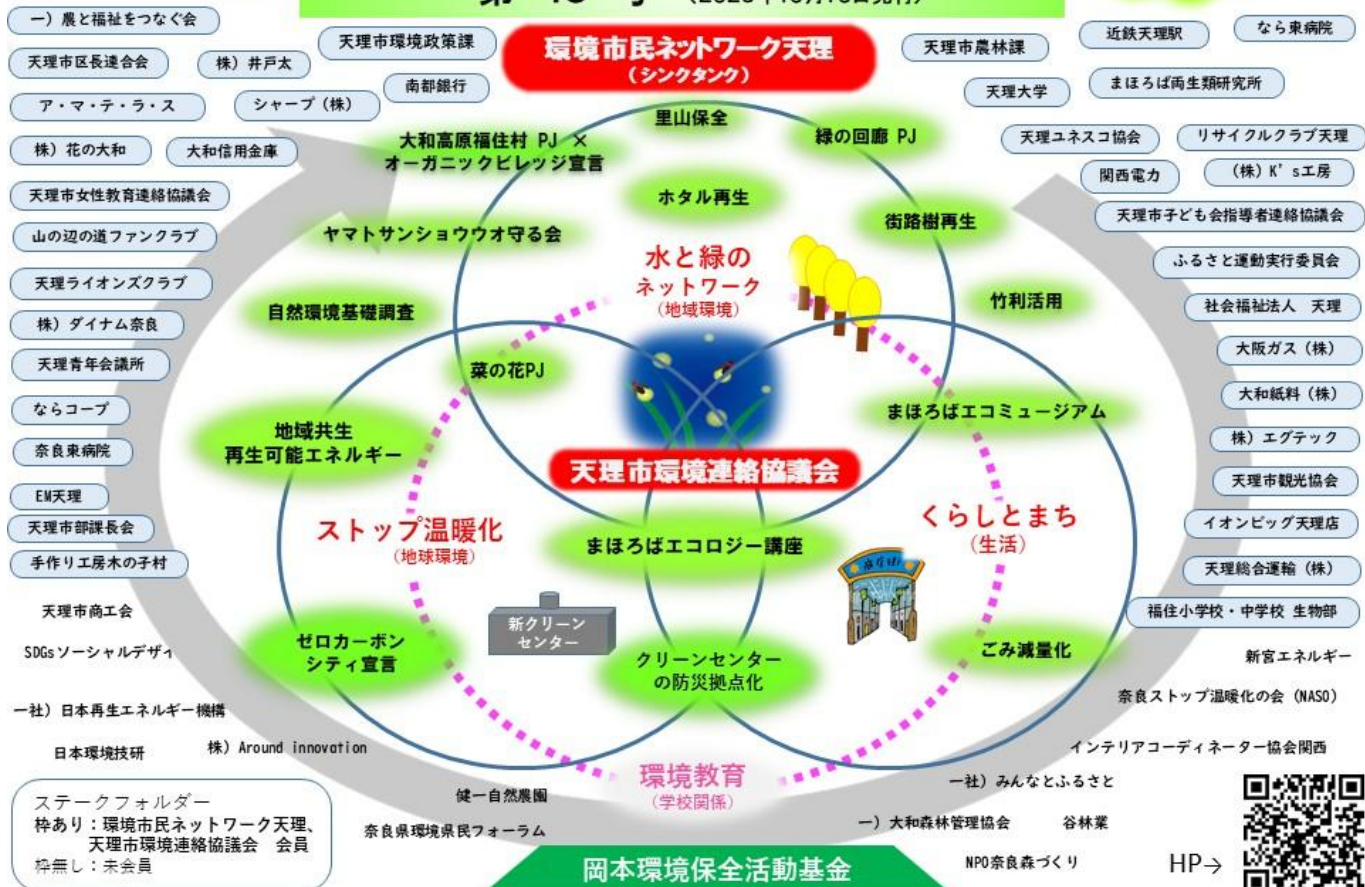 一）農と福祉をつなぐ会
天理市環境政策課
環境市民ネットワーク天理
（シンクタンク）
天理市農林課
近鉄天理駅
なら東病院
天理市区長連合会
株）井戸太
南都銀行
天理大学
まほろば両生類研究所
ア・マ・テ・ラ・ス
シャープ（株）
里山保全
緑の回廊 PJ
天理ユネスコ協会
リサイクルクラブ天理
株）花の大和
大和信用金庫
大和高原福住村 PJ ×
オーガニックビレッジ宣言
関西電力
（株）K’s工房
天理市女性教育連絡協議会
ホタル再生
街路樹再生
天理市子ども会指導者連絡協議会
山の辺の道ファンクラブ
ヤマトサンショウウオ守る会
水と緑の
ネットワーク
（地域環境）
ふるさと運動実行委員会
天理ライオンズクラブ
自然環境基礎調査
竹利活用
社会福祉法人 天理
株）ダイナム奈良
大阪ガス（株）
天理青年会議所
菜の花PJ
大和紙料（株）
ならコープ
地域共生
再生可能エネルギー
まほろばエコミュージアム
株）エグテック
奈良東病院
天理市環境連絡協議会
天理市観光協会
EM天理
ストップ温暖化
（地球環境）
まほろばエコロジー講座
くらしとまち
（生活）
イオンビッグ天理店
天理市部課長会
天理総合運輸（株）
手作り工房木の子村
福住小学校・中学校 生物部
天理市商工会
新クリーン
センター
SDGsソーシャルデザイ
ゼロカーボン
シティ宣言
クリーンセンター
の防災拠点化
ごみ減量化
新宮エネルギー
一社）日本再生エネルギー機構
奈良ストップ温暖化の会（NASO）
日本環境技研
株）Around innovation
インテリアコーディネーター協会関西
環境教育
（学校関係）
健一自然農園
一社）みんなとふるさと
奈良県環境県民フォーラム
一）大和森林管理協会
谷林業
ステークフォルダー
枠あり：環境市民ネットワーク天理、
天理市環境連絡協議会 会員
枠無し：未会員
岡本環境保全活動基金
NPO奈良森づくり
HP→